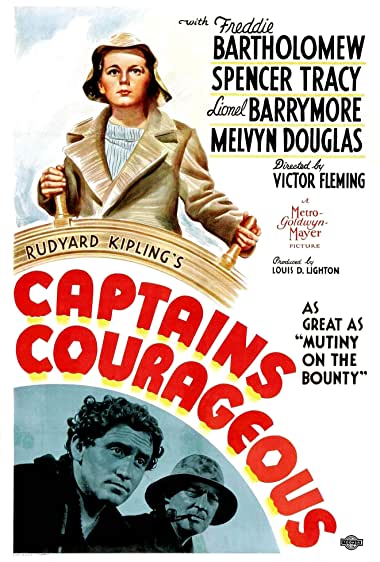 with Freddie
BARTHOLOMEW
SPENCER TRACY
Lionel BARRYMORE
MELVYN DOUGLAS
Directed by
VICTOR FLEMING
A
Metro-
Goldwyn-
Mayer
PICTURE
Produced by
LOUIS D. LIGHTON
RUDYARD KIPLING'S
CAPTAINS
COURAGEOUS
AS
GREAT AS
"MUTINY
ON THE
BOUNTY"